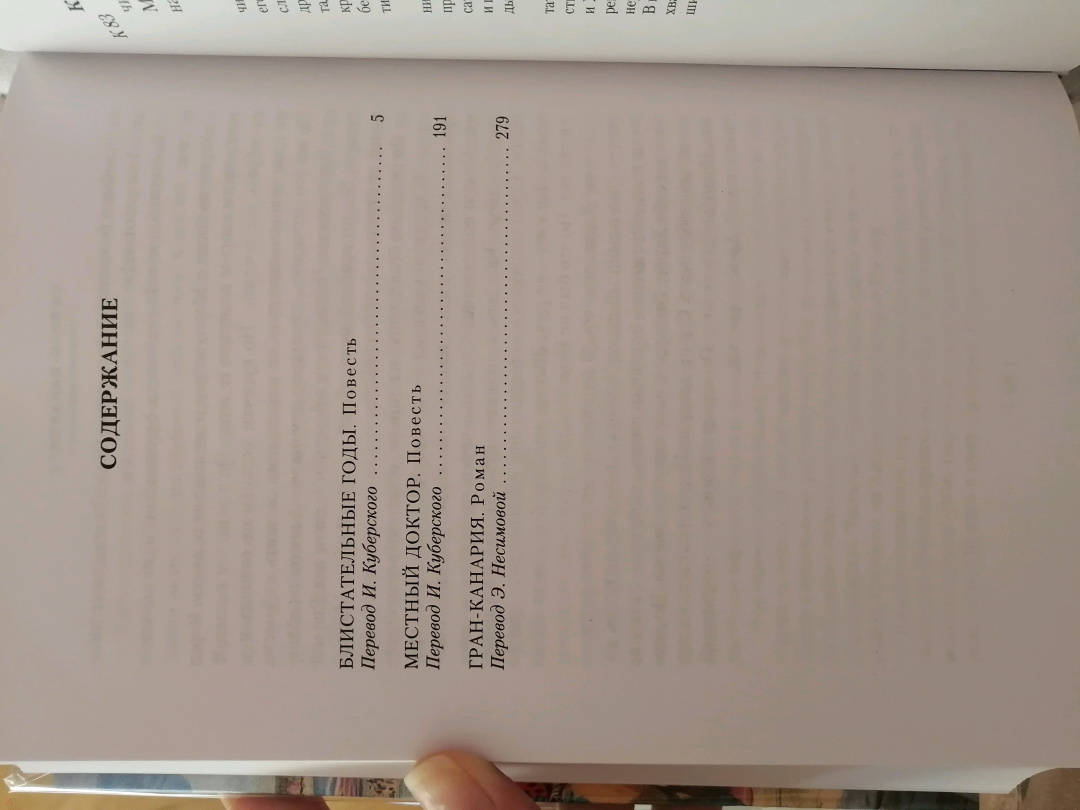 СОДЕРЖАНИЕ
БЛИСТАТЕЛЬНЫЕ ГОДЫ. Повесть
Перевод И. Куберского ........................................ 5
МЕСТНЫЙ ДОКТОР. Повесть
Перевод И. Куберского ........................................ 191
ГРАН-КАНАРИЯ. Роман
Перевод Э. Несимовой ........................................ 279
К 83